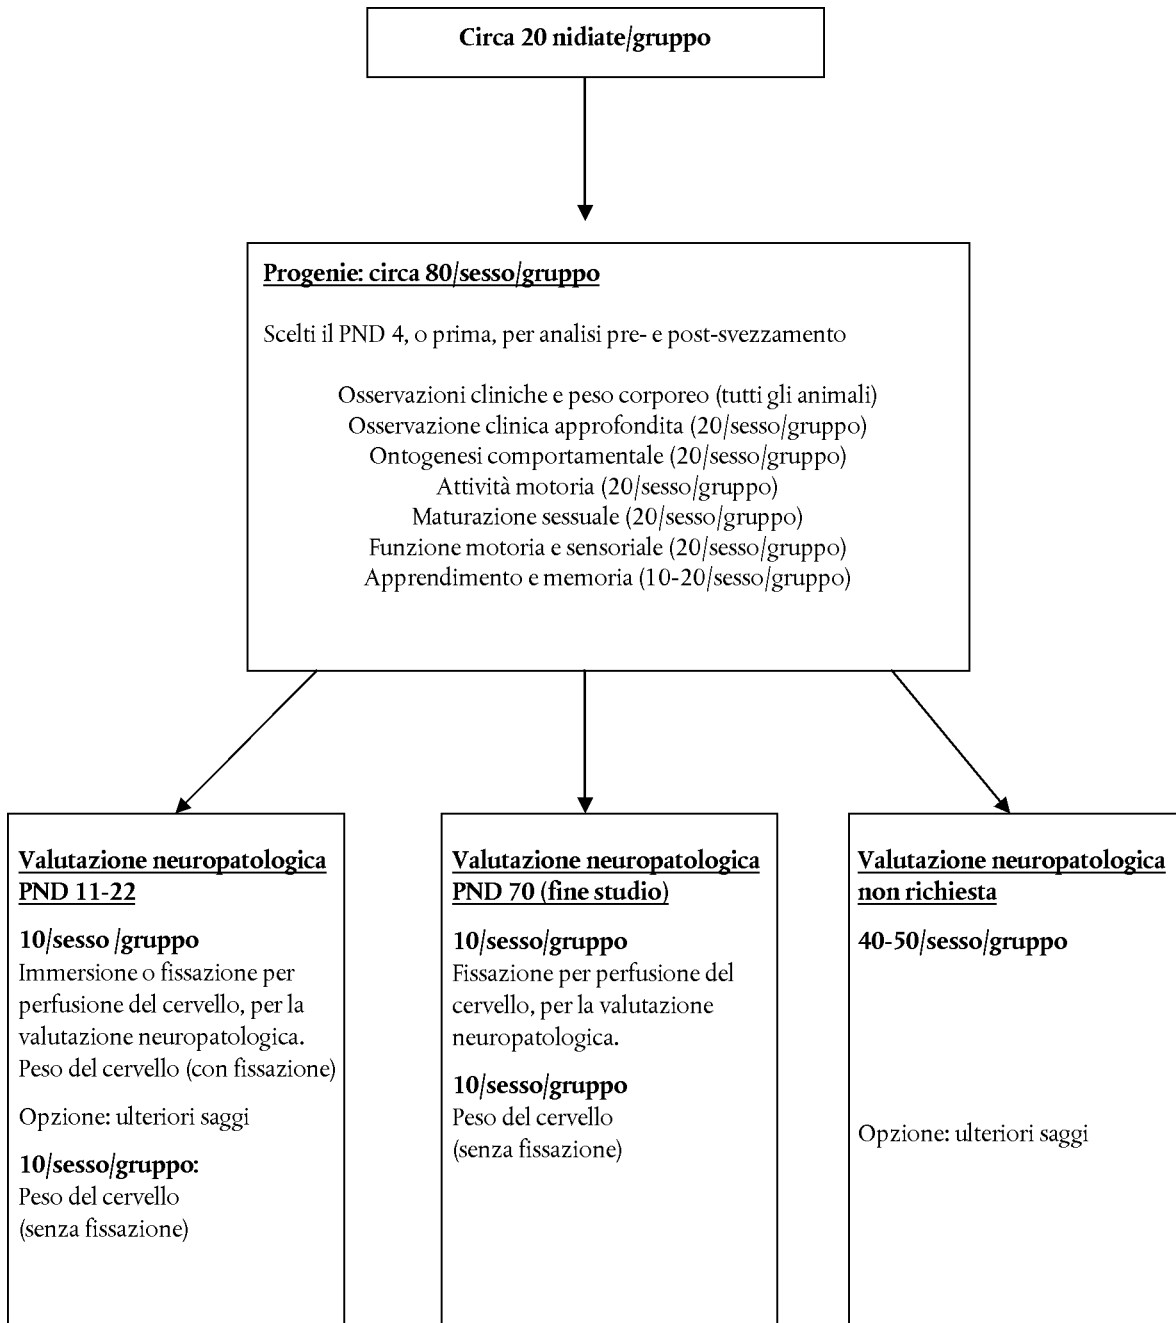 Circa 20 nidiate/gruppo
Progenie: circa 80/sesso/gruppo
Scelti il PND 4, o prima, per analisi pre- e post-svezzamento
Osservazioni cliniche e peso corporeo (tutti gli animali)
Osservazione clinica approfondita (20/sesso/gruppo)
Ontogenesi comportamentale (20/sesso/gruppo)
Attività motoria (20/sesso/gruppo)
Maturazione sessuale (20/sesso/gruppo)
Funzione motoria e sensoriale (20/sesso/gruppo)
Apprendimento e memoria (10-20/sesso/gruppo)
Valutazione neuropatologica
PND 11-22
10/sesso /gruppo
Immersione o fissazione per
perfusione del cervello, per la
valutazione neuropatologica.
Peso del cervello (con fissazione)
Opzione: ulteriori saggi
10/sesso/gruppo:
Peso del cervello
(senza fissazione)
Valutazione neuropatologica
PND 70 (fine studio)
10/sesso/gruppo
Fissazione per perfusione del
cervello, per la valutazione
neuropatologica.
10/sesso/gruppo
Peso del cervello
(senza fissazione)
Valutazione neuropatologica
non richiesta
40-50/sesso/gruppo
Opzione: ulteriori saggi